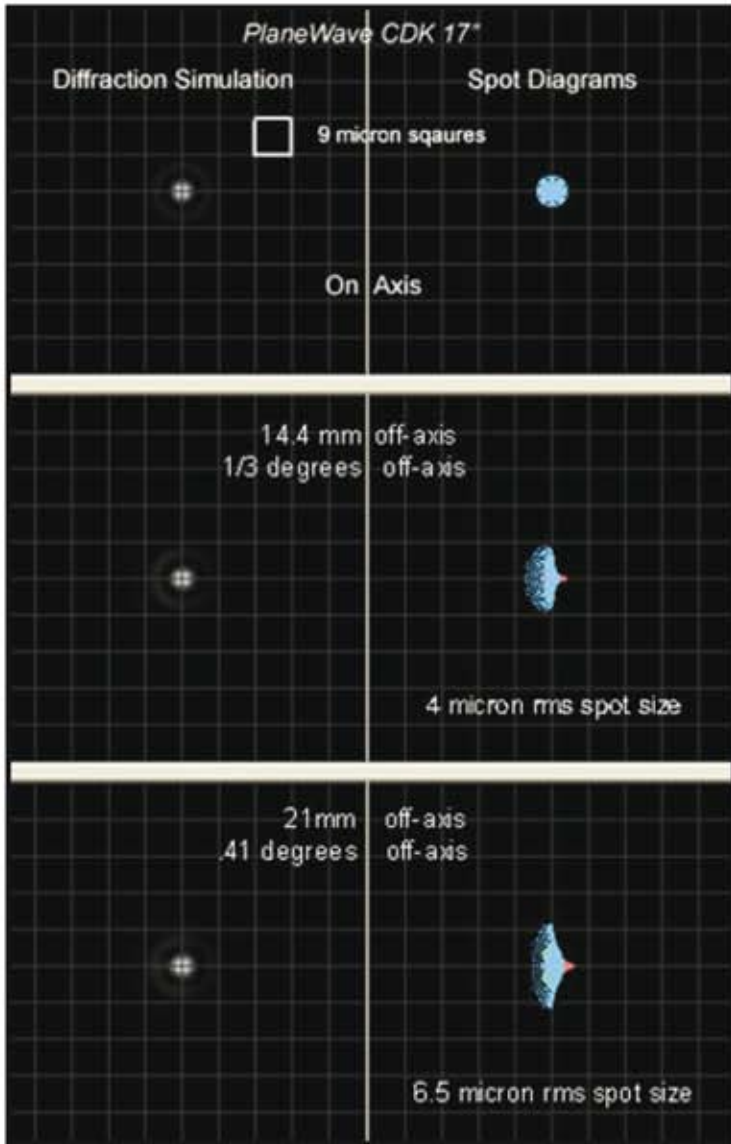 PlaneWave CDK 17"
Diffraction Simulation
Spot Diagrams
9 micron sqaures
On Axis
14.4 mm off-axis
1/3 degrees off-axis
4 micron rms spot size
21mm off-axis
.41 degrees off-axis
6.5 micron rms spot size